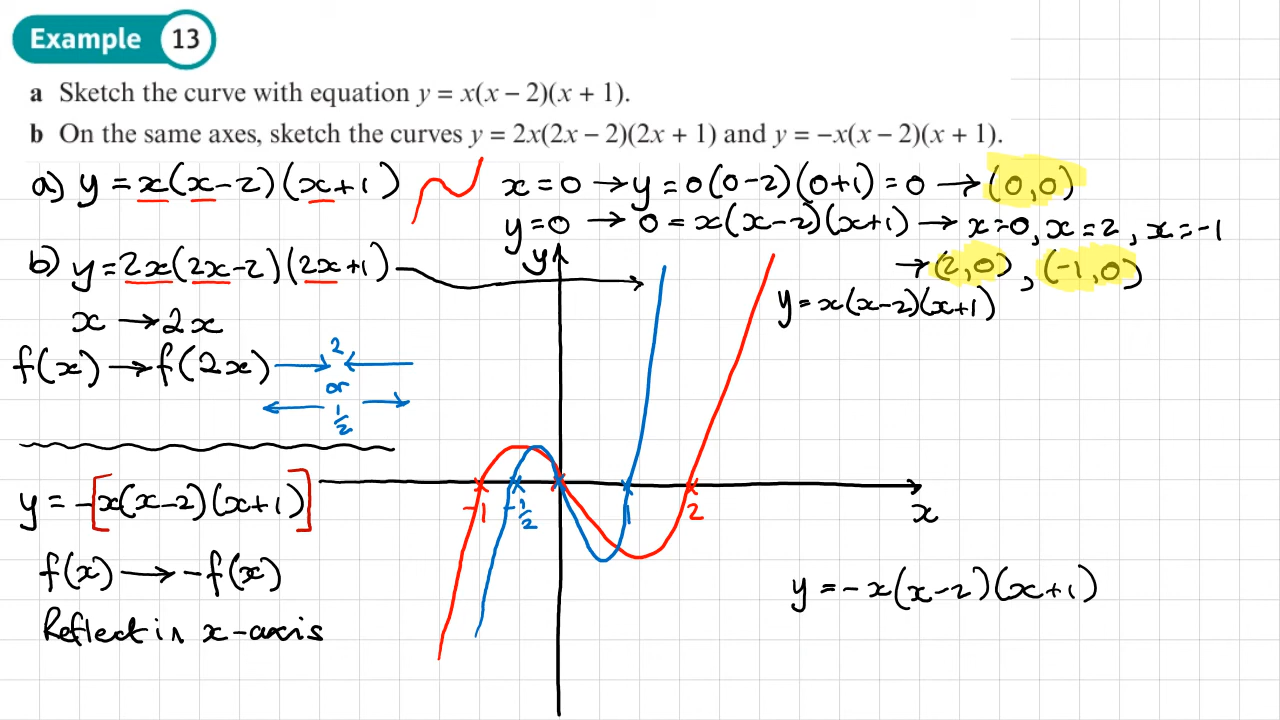 Example 13
a Sketch the curve with equation y = x(x − 2)(x + 1).
b On the same axes, sketch the curves y = 2x(2x − 2)(2x + 1) and y = −x(x − 2)(x + 1).
a) y = x(x-2)(x+1)
x=0 → y=0(0-2)(0+1)=0 → (0,0)
y=0 → 0=x(x-2)(x+1) → x=0, x=2, x=-1
→ (2,0), (-1,0)
b) y=2x(2x-2)(2x+1)
x → 2x
f(x) → f(2x)
2
or
1/2
y = -[x(x-2)(x+1)]
f(x) → -f(x)
Reflect in x-axis
y
y=x(x-2)(x+1)
-1 -1/2 1 2
x
y=-x(x-2)(x+1)